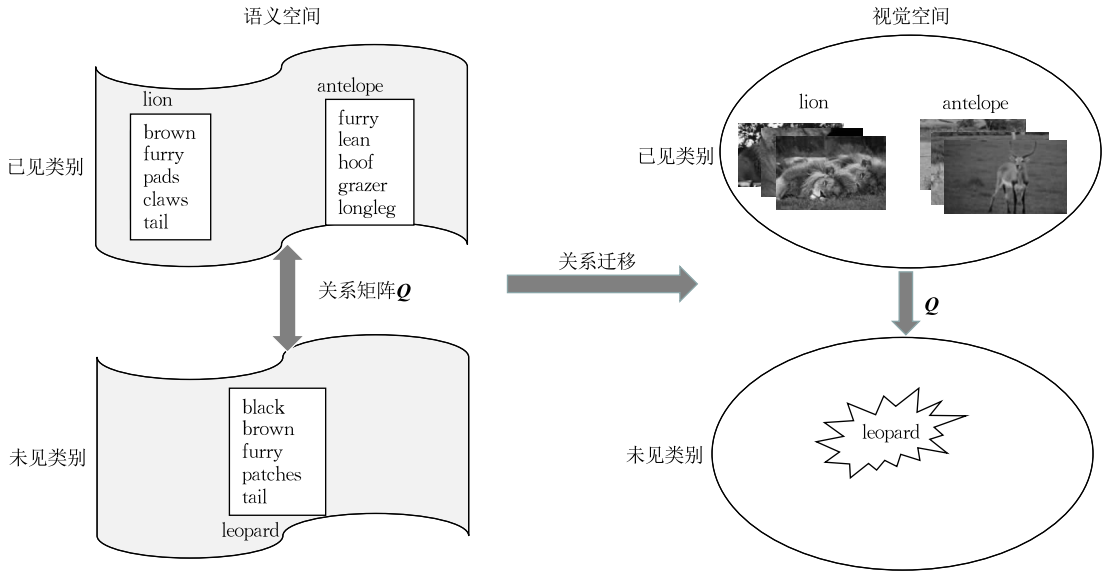 语义空间
视觉空间
lion
antelope
brown
furry
pads
claws
tail
furry
lean
hoof
grazer
longleg
已见类别
lion
antelope
已见类别
关系矩阵Q
关系迁移
Q
black
brown
furry
patches
tail
leopard
未见类别
leopard
未见类别